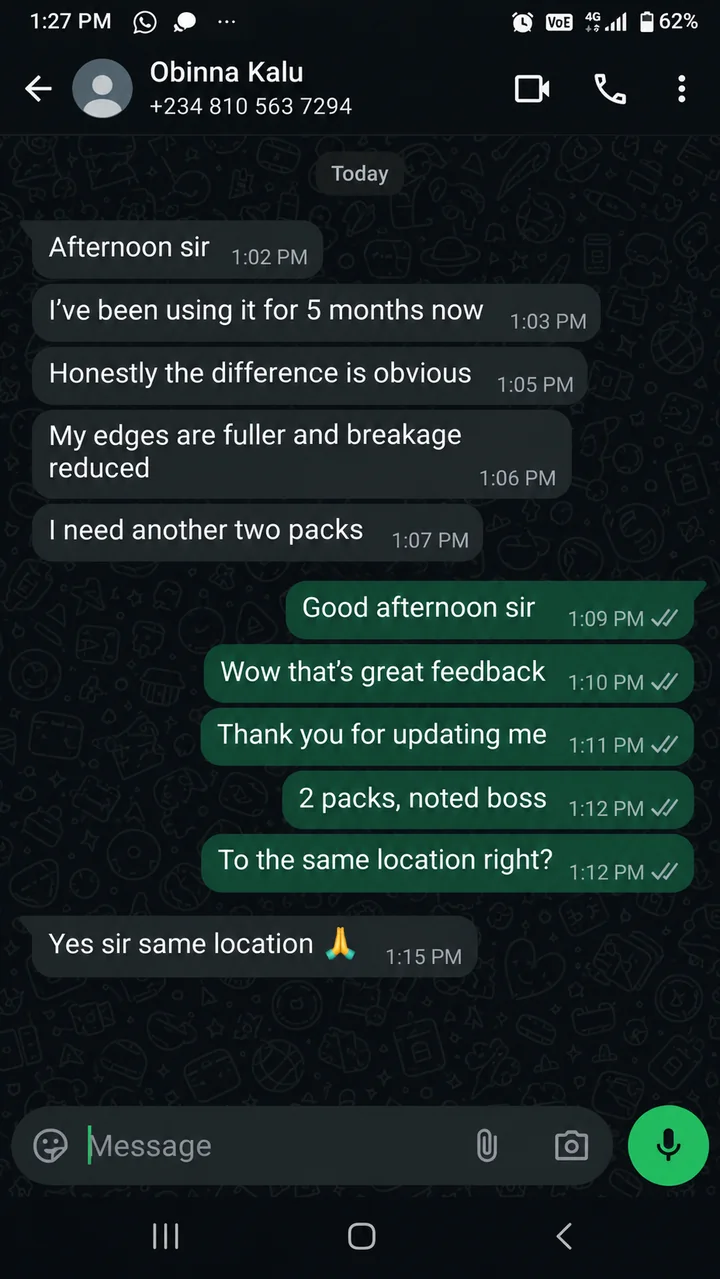 1:27 PM ... VoE 4G 62%
Obinna Kalu
+234 810 563 7294
Today
Afternoon sir 1:02 PM
I’ve been using it for 5 months now 1:03 PM
Honestly the difference is obvious 1:05 PM
My edges are fuller and breakage
reduced 1:06 PM
I need another two packs 1:07 PM
Good afternoon sir 1:09 PM
Wow that’s great feedback 1:10 PM
Thank you for updating me 1:11 PM
2 packs, noted boss 1:12 PM
To the same location right? 1:12 PM
Yes sir same location 🙏 1:15 PM
Message